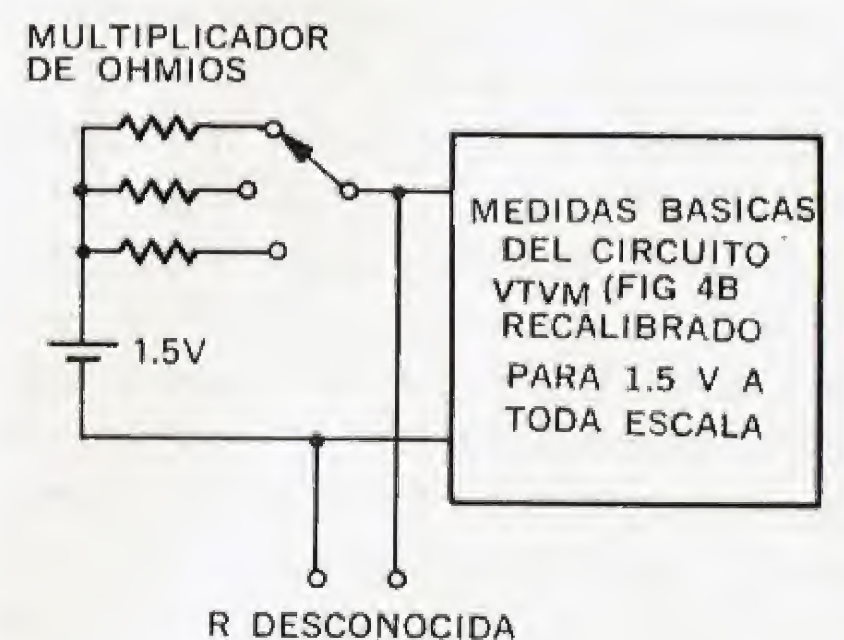 MULTIPLICADOR
DE OHMIOS
1.5V
MEDIDAS BASICAS
DEL CIRCUITO
VTVM (FIG 4B
RECALIBRADO
PARA 1.5 V A
TODA ESCALA
R DESCONOCIDA